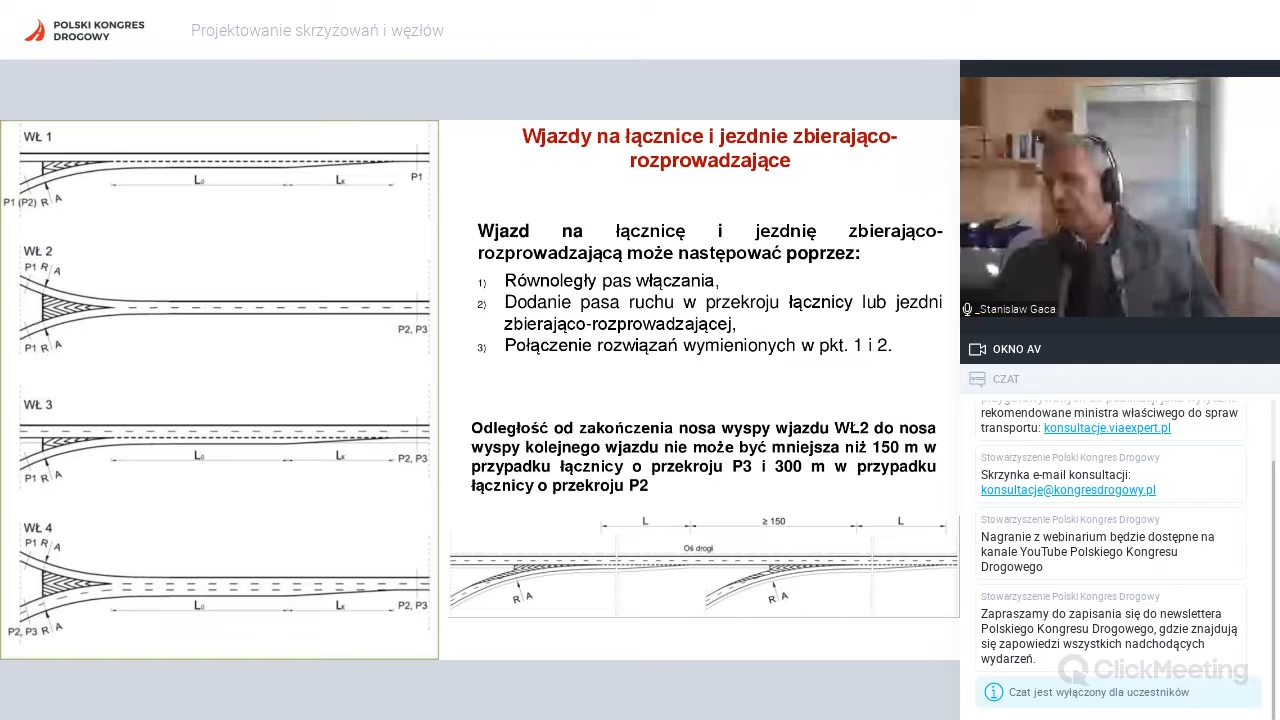 POLSKI KONGRES
DROGOWY
Projektowanie skrzyżowań i węzłów
WŁ 1
L₀
Lₖ
P1
P1 (P2) R A
WŁ 2
P1 R A
P2, P3
P1 R A
WŁ 3
L₀
Lₖ
P2, P3
P1 R A
WŁ 4
P1 R A
L₀
Lₖ
P2, P3
P2, P3 R A
Wjazdy na łącznice i jezdnie zbierająco-
rozprowadzające
Wjazd na łącznicę i jezdnię zbierająco-
rozprowadzającą może następować poprzez:
1) Równoległy pas włączania,
2) Dodanie pasa ruchu w przekroju łącznicy lub jezdni
zbierająco-rozprowadzającej,
3) Połączenie rozwiązań wymienionych w pkt. 1 i 2.
Odległość od zakończenia nosa wyspy wjazdu WŁ2 do nosa
wyspy kolejnego wjazdu nie może być mniejsza niż 150 m w
przypadku łącznicy o przekroju P3 i 300 m w przypadku
łącznicy o przekroju P2
L
≥ 150
L
Oś drogi
R A
R A
_Stanislaw Gaca
OKNO AV
CZAT
rekomendowane ministra właściwego do spraw
transportu: konsultacje.viaexpert.pl
Stowarzyszenie Polski Kongres Drogowy
Skrzynka e-mail konsultacji:
konsultacje@kongresdrogowy.pl
Stowarzyszenie Polski Kongres Drogowy
Nagranie z webinarium będzie dostępne na
kanale YouTube Polskiego Kongresu
Drogowego
Stowarzyszenie Polski Kongres Drogowy
Zapraszamy do zapisania się do newslettera
Polskiego Kongresu Drogowego, gdzie znajdują
się zapowiedzi wszystkich nadchodzących
wydarzeń.
ClickMeeting
Czat jest wyłączony dla uczestników